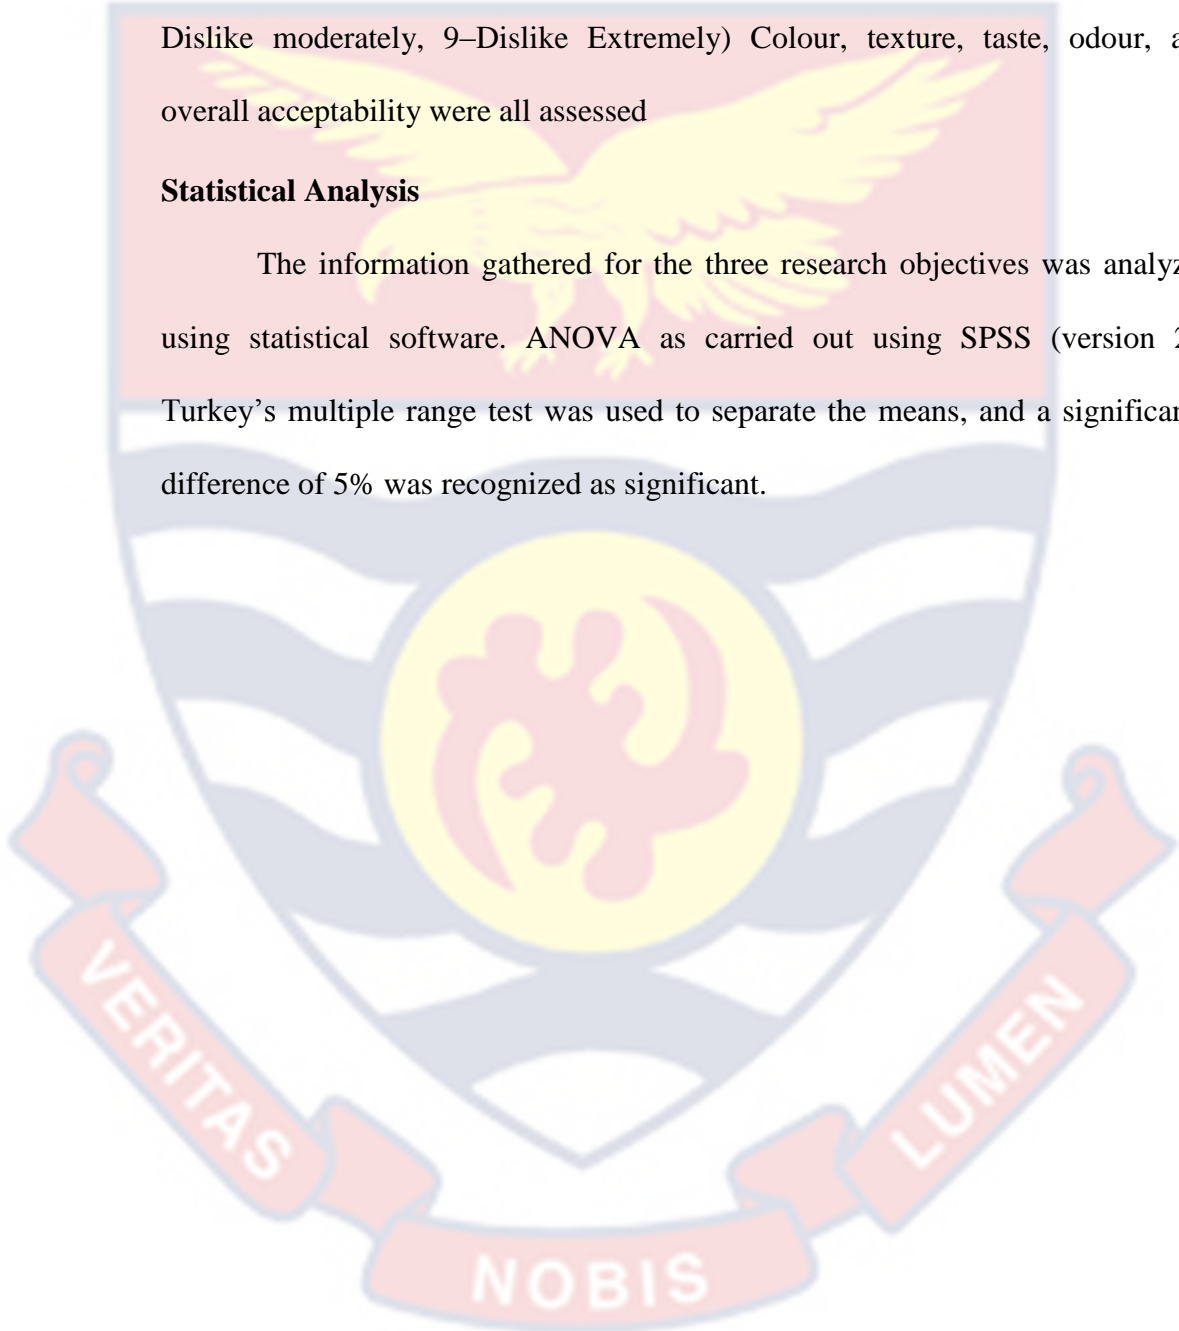 Dislike moderately, 9–Dislike Extremely) Colour, texture, taste, odour, a
overall acceptability were all assessed
Statistical Analysis
The information gathered for the three research objectives was analyz
using statistical software. ANOVA as carried out using SPSS (version 2
Turkey's multiple range test was used to separate the means, and a significan
difference of 5% was recognized as significant.
VERITAS
NOBIS
LUMEN